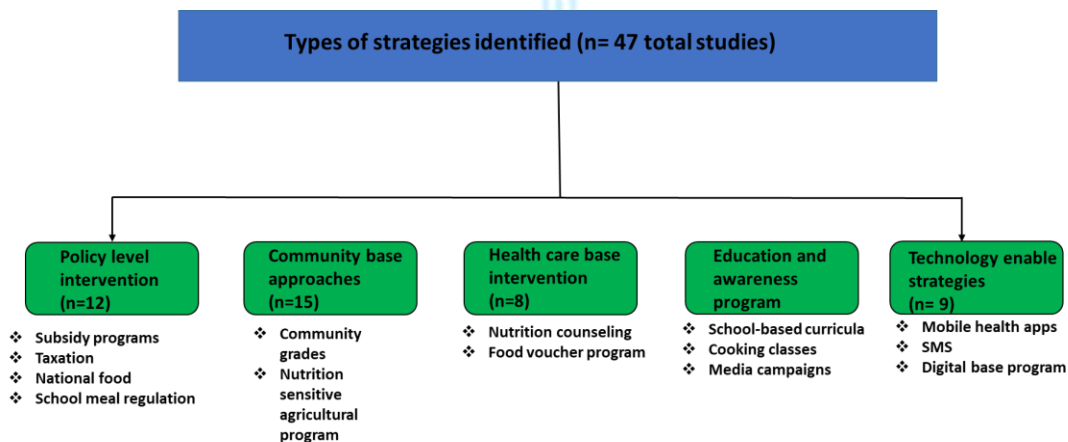 Types of strategies identified (n= 47 total studies)
Policy level
intervention
(n=12)
Subsidy programs
Taxation
National food
School meal regulation
Community base
approaches
(n=15)
Community
grades
Nutrition
sensitive
agricultural
program
Health care base
intervention
(n=8)
Nutrition counseling
Food voucher program
Education and
awareness
program
School-based curricula
Cooking classes
Media campaigns
Technology enable
strategies
(n= 9)
Mobile health apps
SMS
Digital base program